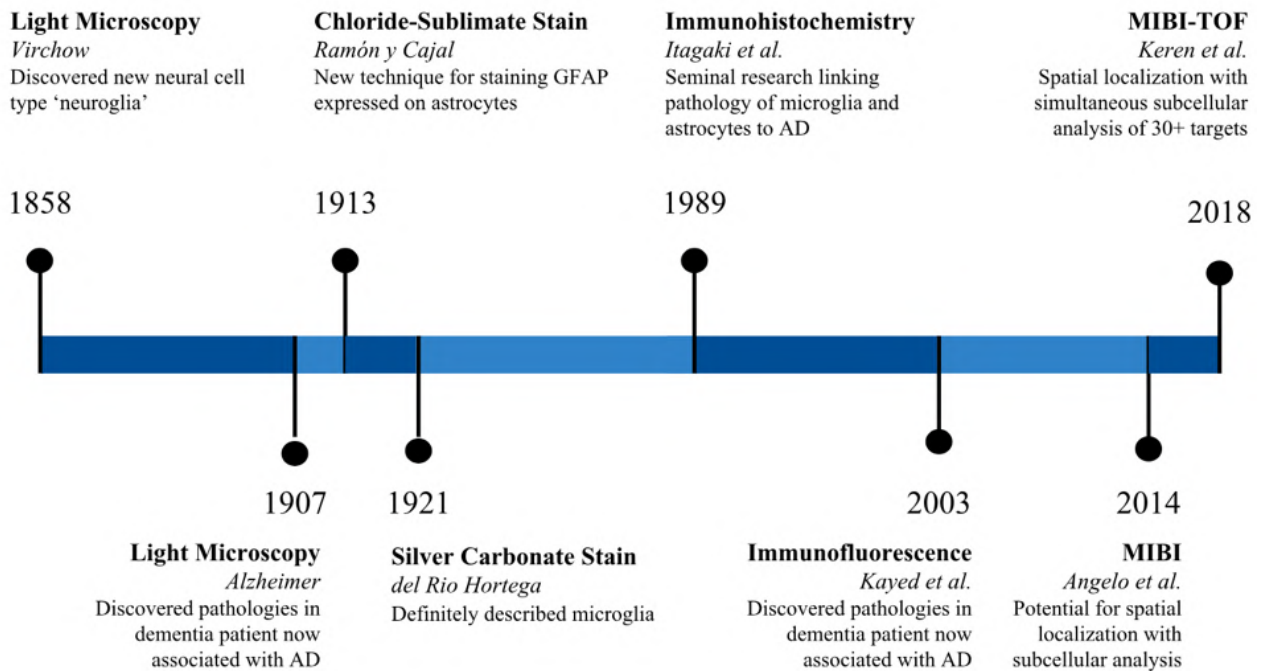 Light Microscopy
Virchow
Discovered new neural cell
type ‘neuroglia’
Chloride-Sublimate Stain
Ramón y Cajal
New technique for staining GFAP
expressed on astrocytes
Immunohistochemistry
Itagaki et al.
Seminal research linking
pathology of microglia and
astrocytes to AD
MIBI-TOF
Keren et al.
Spatial localization with
simultaneous subcellular
analysis of 30+ targets
1858
1913
1989
2018
1907
1921
2003
2014
Light Microscopy
Alzheimer
Discovered pathologies in
dementia patient now
associated with AD
Silver Carbonate Stain
del Rio Hortega
Definitely described microglia
Immunofluorescence
Kayed et al.
Discovered pathologies in
dementia patient now
associated with AD
MIBI
Angelo et al.
Potential for spatial
localization with
subcellular analysis